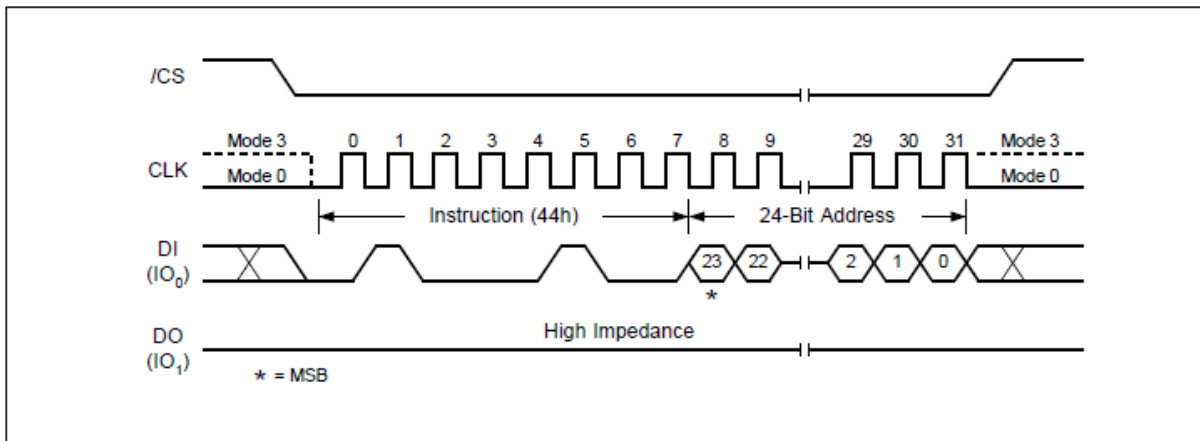 /CS
Mode 3 0 1 2 3 4 5 6 7 8 9 29 30 31 Mode 3
CLK Mode 0 Mode 0
Instruction (44h) 24-Bit Address
DI
(IO0) 23 22 2 1 0
*
DO High Impedance
(IO1)
* = MSB